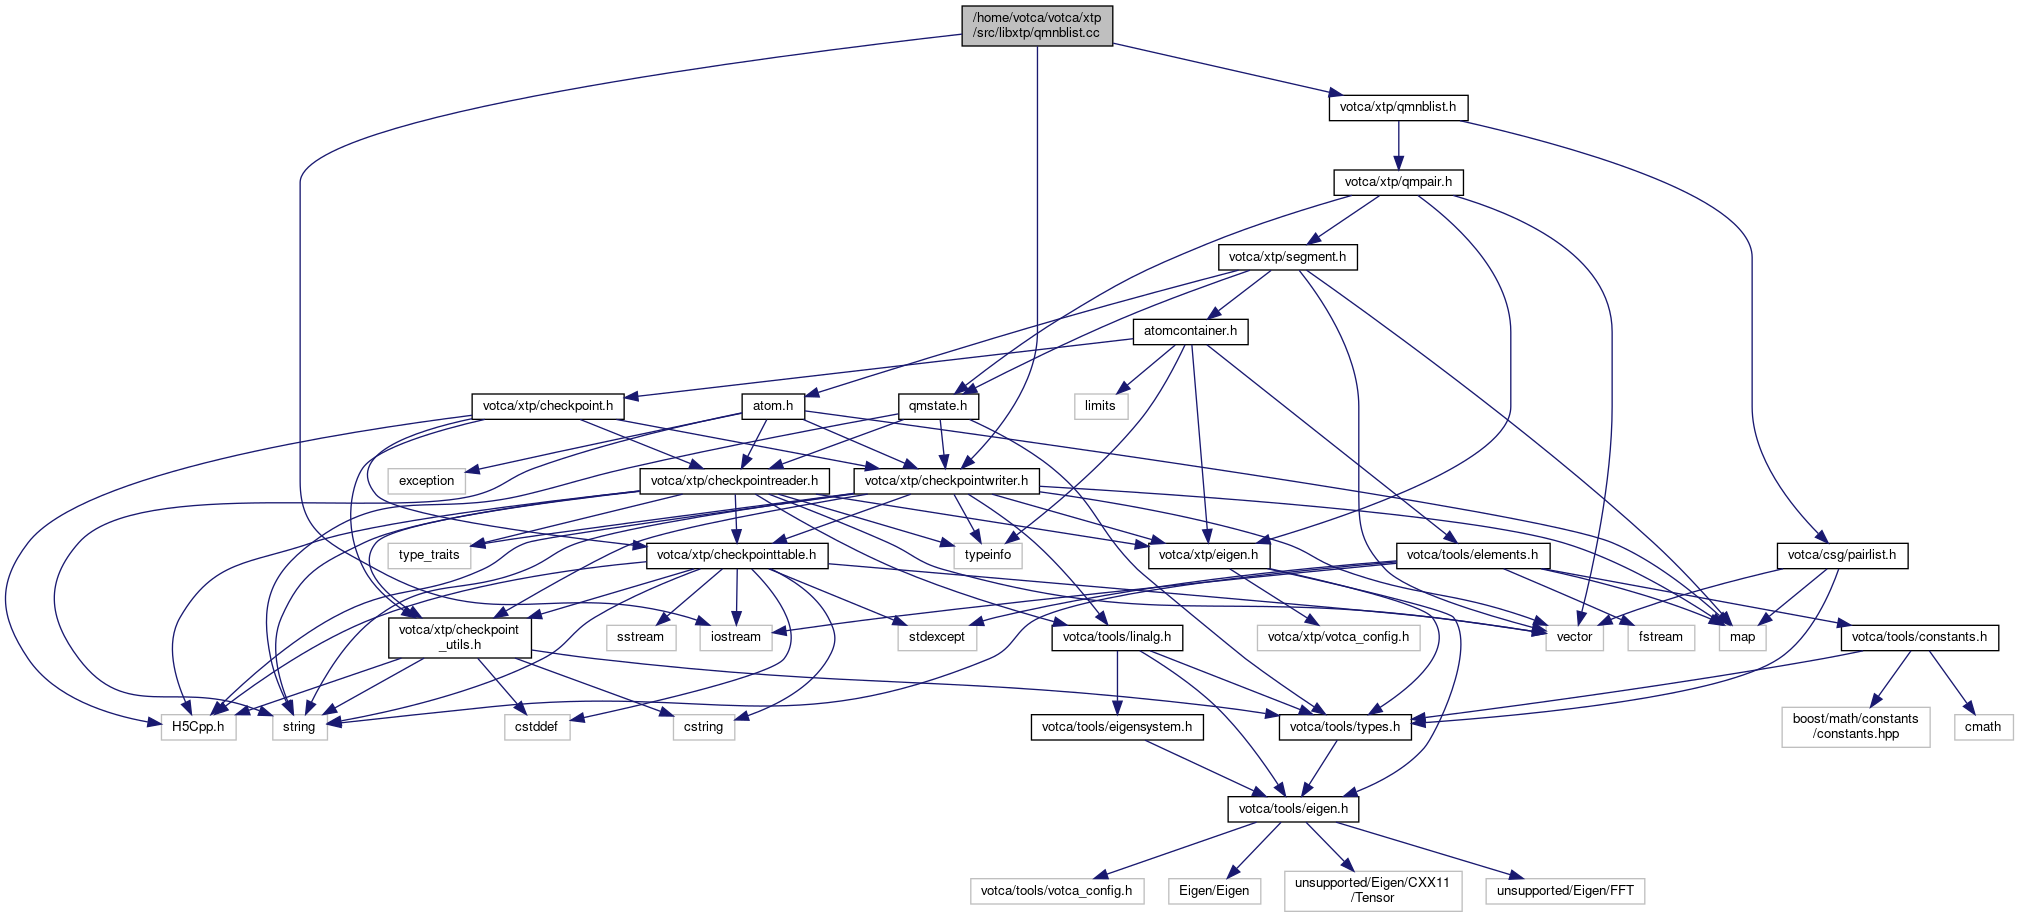 /home/votca/votca/xtp
/src/libxtp/qmnblist.cc
votca/xtp/qmnblist.h
votca/xtp/qmpair.h
votca/xtp/segment.h
atomcontainer.h
votca/xtp/checkpoint.h
atom.h
qmstate.h
limits
exception
votca/xtp/checkpointreader.h
votca/xtp/checkpointwriter.h
type_traits
votca/xtp/checkpointtable.h
typeinfo
votca/xtp/eigen.h
votca/tools/elements.h
votca/csg/pairlist.h
votca/xtp/checkpoint
_utils.h
sstream
iostream
stdexcept
votca/tools/linalg.h
votca/xtp/votca_config.h
vector
fstream
map
votca/tools/constants.h
H5Cpp.h
string
cstddef
cstring
votca/tools/eigensystem.h
votca/tools/types.h
boost/math/constants
/constants.hpp
cmath
votca/tools/eigen.h
votca/tools/votca_config.h
Eigen/Eigen
unsupported/Eigen/CXX11
/Tensor
unsupported/Eigen/FFT